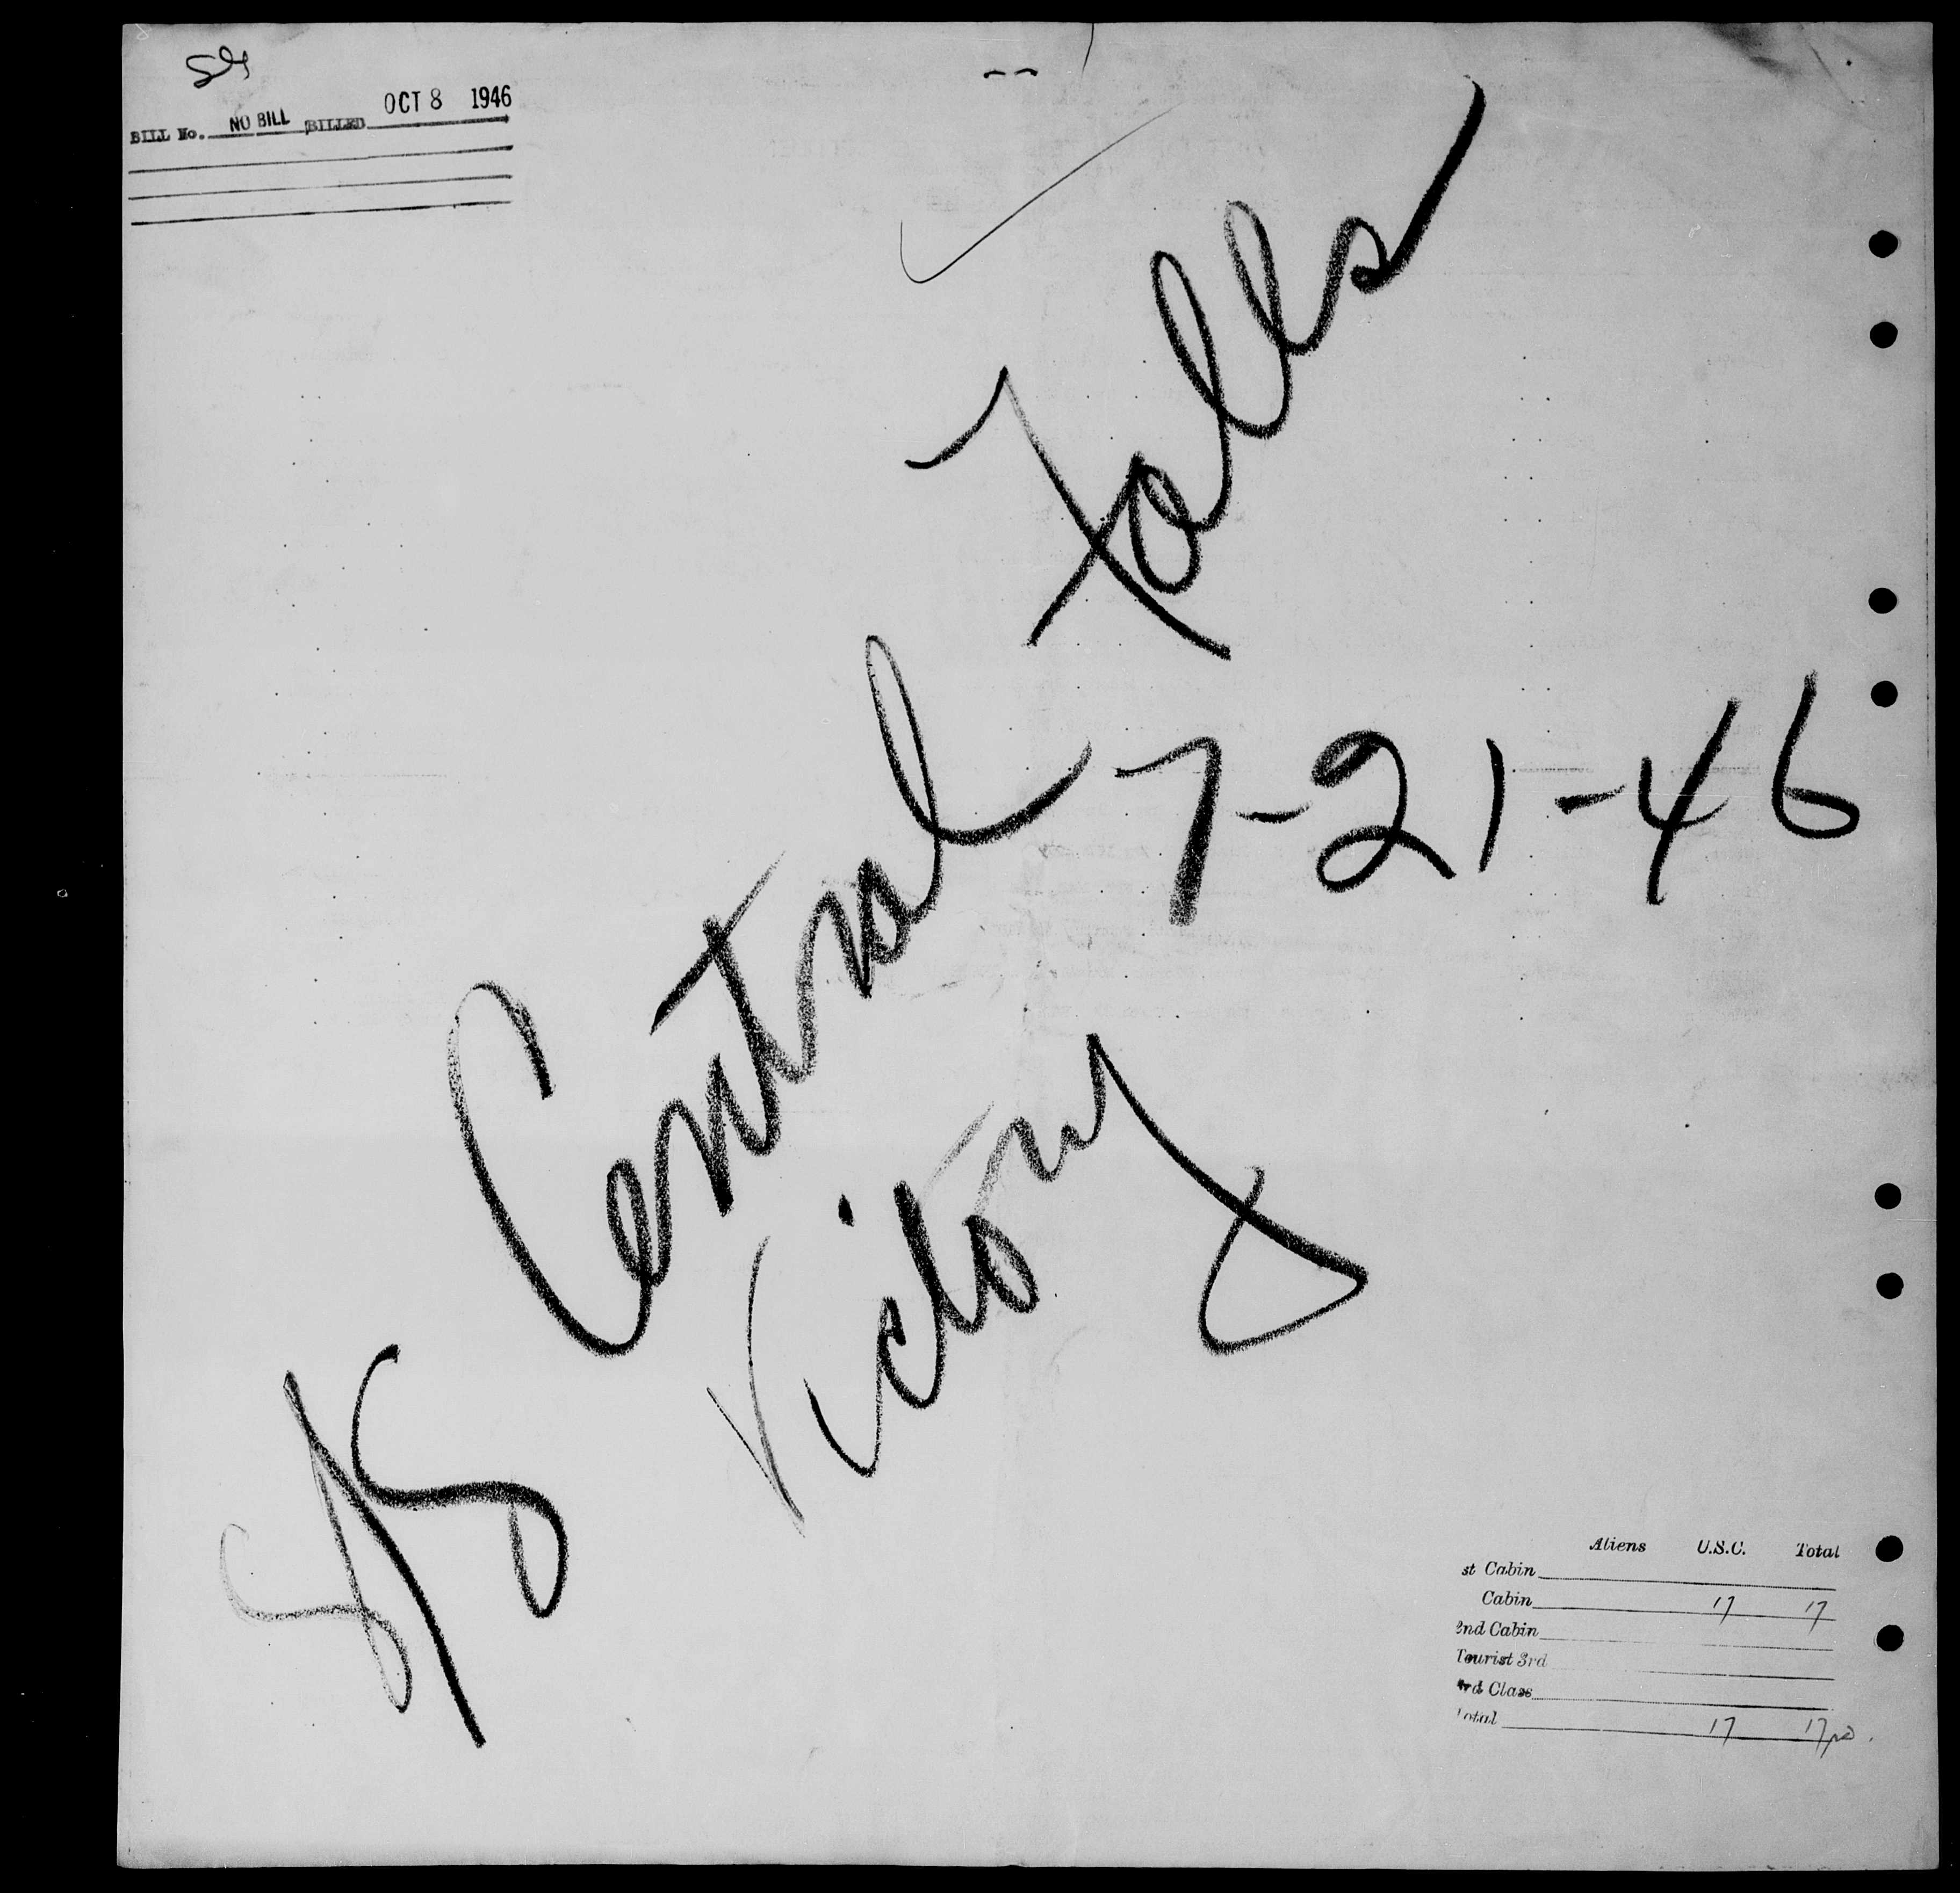 OCT 8 1946
BILL No. NO BILL BILLED
S/S Central Falls
Victory
7-21-46
Aliens U.S.C. Total
st Cabin
Cabin 17 17
2nd Cabin
Tourist 3rd
rd Class
Total 17 17